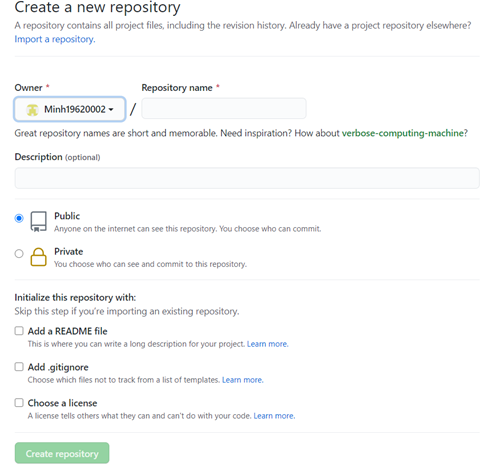 Create a new repository
A repository contains all project files, including the revision history. Already have a project repository elsewhere?
Import a repository.
Owner * Repository name *
Minh19620002 /
Great repository names are short and memorable. Need inspiration? How about verbose-computing-machine?
Description (optional)
Public
Anyone on the internet can see this repository. You choose who can commit.
Private
You choose who can see and commit to this repository.
Initialize this repository with:
Skip this step if you're importing an existing repository.
Add a README file
This is where you can write a long description for your project. Learn more.
Add .gitignore
Choose which files not to track from a list of templates. Learn more.
Choose a license
A license tells others what they can and can't do with your code. Learn more.
Create repository